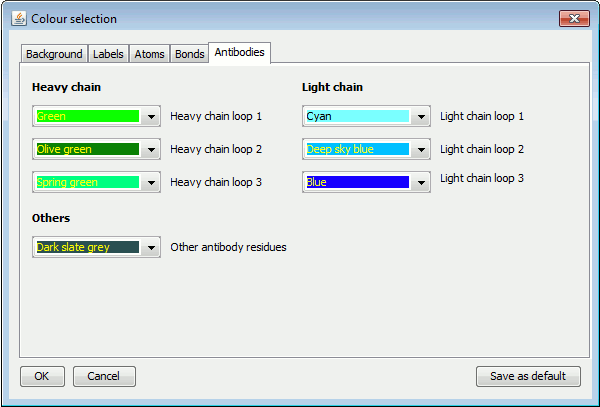 Colour selection
Background Labels Atoms Bonds Antibodies
Heavy chain Light chain
Green Heavy chain loop 1 Cyan Light chain loop 1
Olive green Heavy chain loop 2 Deep sky blue Light chain loop 2
Spring green Heavy chain loop 3 Blue Light chain loop 3
Others
Dark slate grey Other antibody residues
OK Cancel Save as default